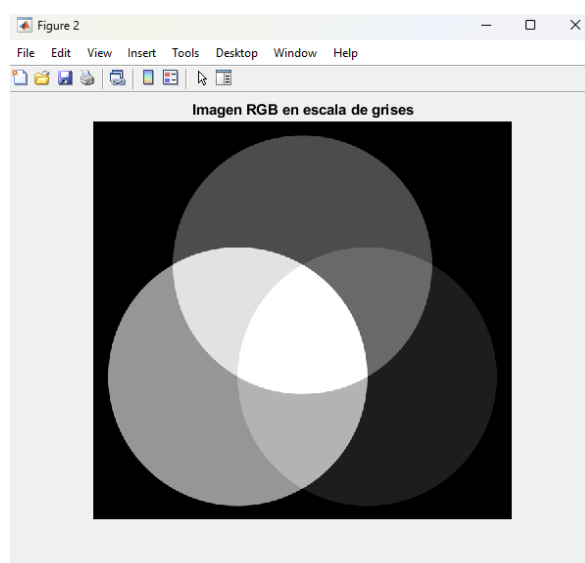 Figure 2
File Edit View Insert Tools Desktop Window Help
Imagen RGB en escala de grises